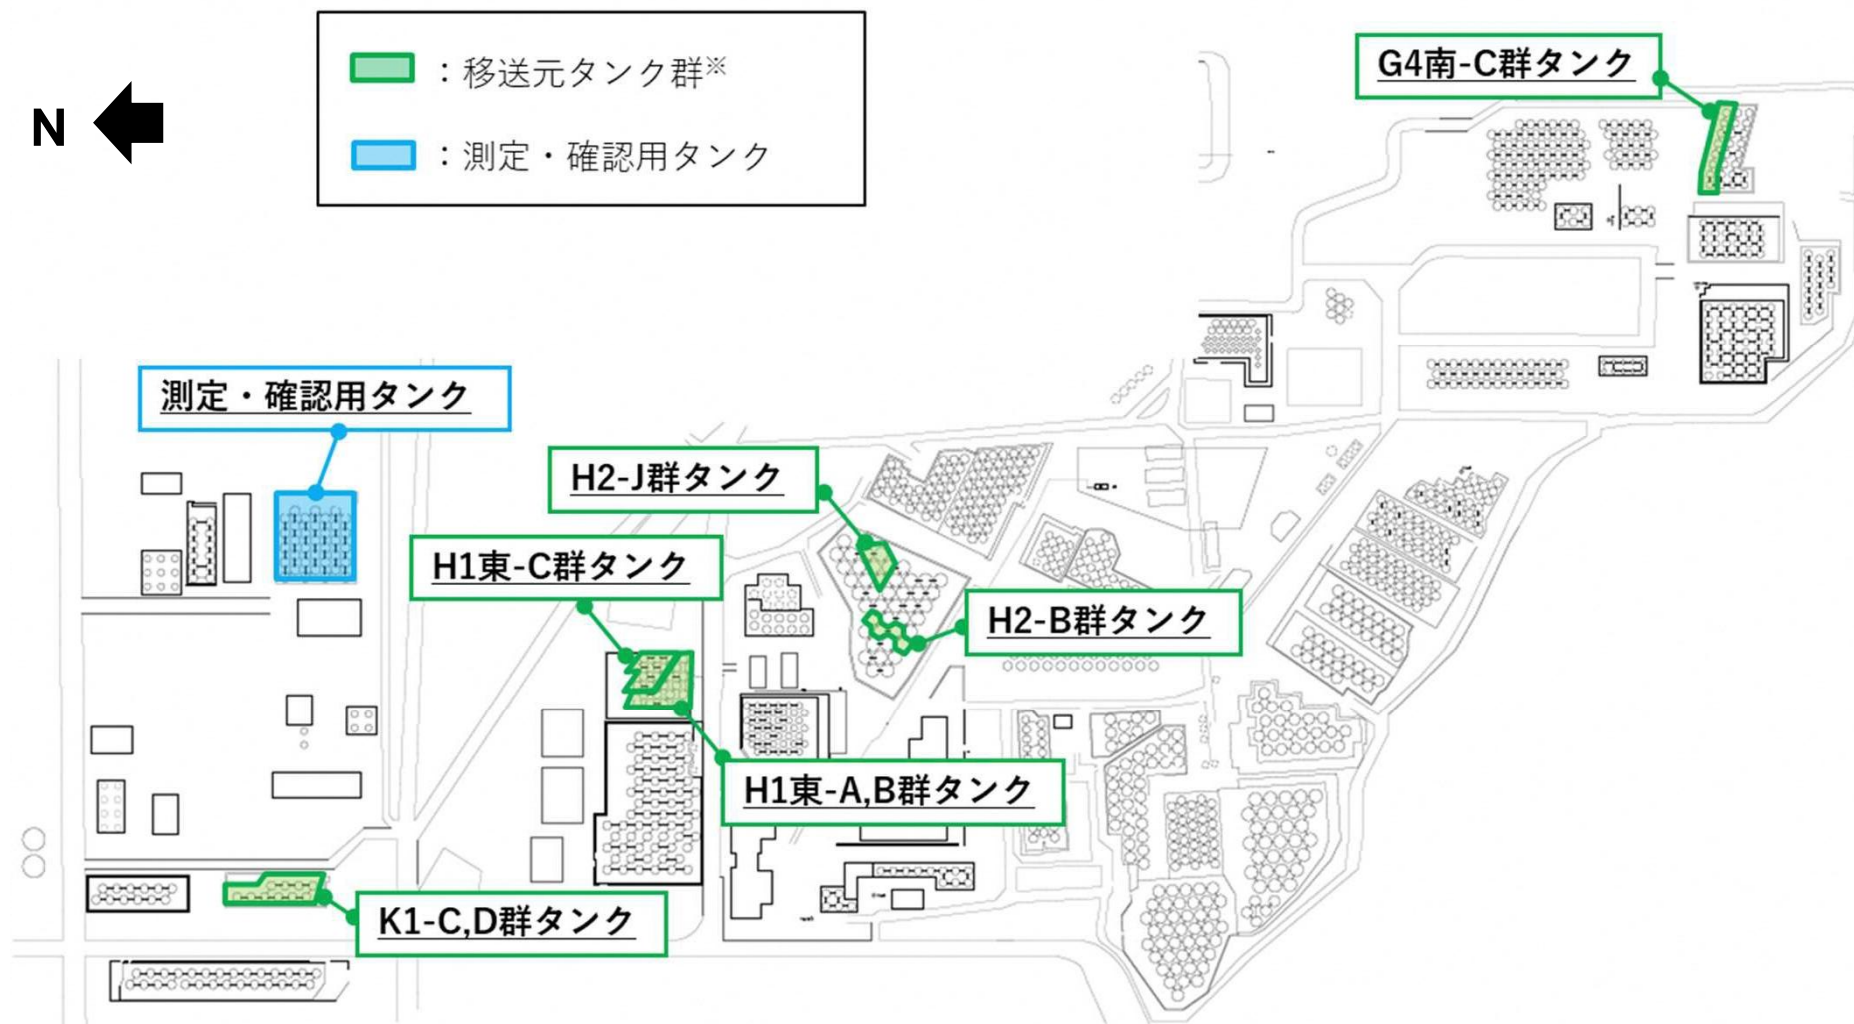 N
：移送元タンク群※
：測定・確認用タンク
G4南-C群タンク
測定・確認用タンク
H2-J群タンク
H1東-C群タンク
H2-B群タンク
H1東-A,B群タンク
K1-C,D群タンク